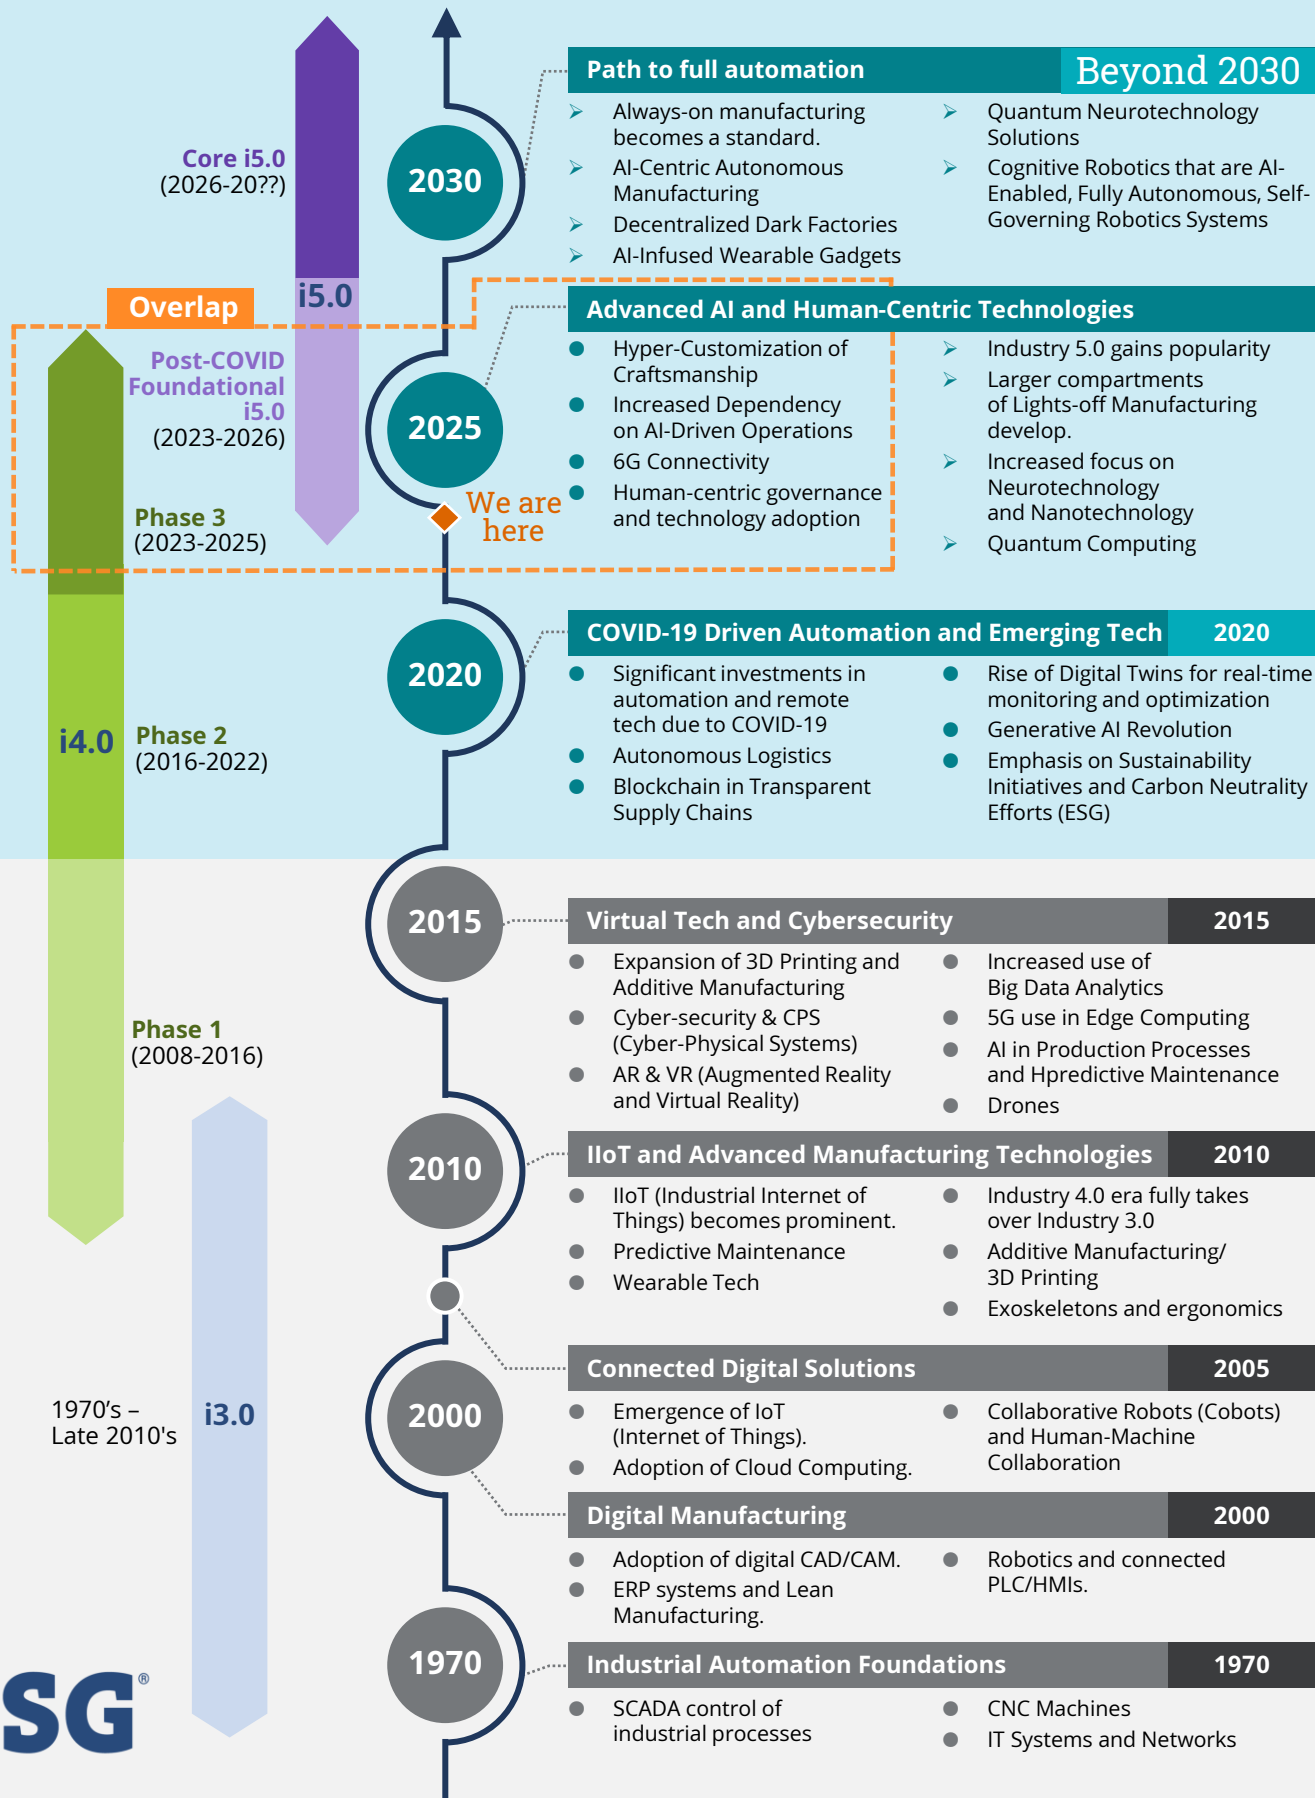 Path to full automation
Beyond 2030
Always-on manufacturing
becomes a standard.
AI-Centric Autonomous
Manufacturing
Decentralized Dark Factories
AI-Infused Wearable Gadgets
Quantum Neurotechnology
Solutions
Cognitive Robotics that are AI-
Enabled, Fully Autonomous, Self-
Governing Robotics Systems
Core i5.0
(2026-20??)
2030
i5.0
Overlap
Advanced AI and Human-Centric Technologies
Hyper-Customization of
Craftsmanship
Increased Dependency
on AI-Driven Operations
6G Connectivity
Human-centric governance
and technology adoption
Industry 5.0 gains popularity
Larger compartments
of Lights-off Manufacturing
develop.
Increased focus on
Neurotechnology
and Nanotechnology
Quantum Computing
Post-COVID
Foundational
i5.0
(2023-2026)
2025
We are
here
Phase 3
(2023-2025)
COVID-19 Driven Automation and Emerging Tech
2020
Significant investments in
automation and remote
tech due to COVID-19
Autonomous Logistics
Blockchain in Transparent
Supply Chains
Rise of Digital Twins for real-time
monitoring and optimization
Generative AI Revolution
Emphasis on Sustainability
Initiatives and Carbon Neutrality
Efforts (ESG)
2020
i4.0
Phase 2
(2016-2022)
2015
Virtual Tech and Cybersecurity
2015
Expansion of 3D Printing and
Additive Manufacturing
Cyber-security & CPS
(Cyber-Physical Systems)
AR & VR (Augmented Reality
and Virtual Reality)
Increased use of
Big Data Analytics
5G use in Edge Computing
AI in Production Processes
and Hpredictive Maintenance
Drones
Phase 1
(2008-2016)
2010
IIoT and Advanced Manufacturing Technologies
2010
IIoT (Industrial Internet of
Things) becomes prominent.
Predictive Maintenance
Wearable Tech
Industry 4.0 era fully takes
over Industry 3.0
Additive Manufacturing/
3D Printing
Exoskeletons and ergonomics
Connected Digital Solutions
2005
Emergence of IoT
(Internet of Things).
Adoption of Cloud Computing.
Collaborative Robots (Cobots)
and Human-Machine
Collaboration
1970's –
Late 2010's
i3.0
2000
Digital Manufacturing
2000
Adoption of digital CAD/CAM.
ERP systems and Lean
Manufacturing.
Robotics and connected
PLC/HMIs.
1970
Industrial Automation Foundations
1970
SCADA control of
industrial processes
CNC Machines
IT Systems and Networks
SG®